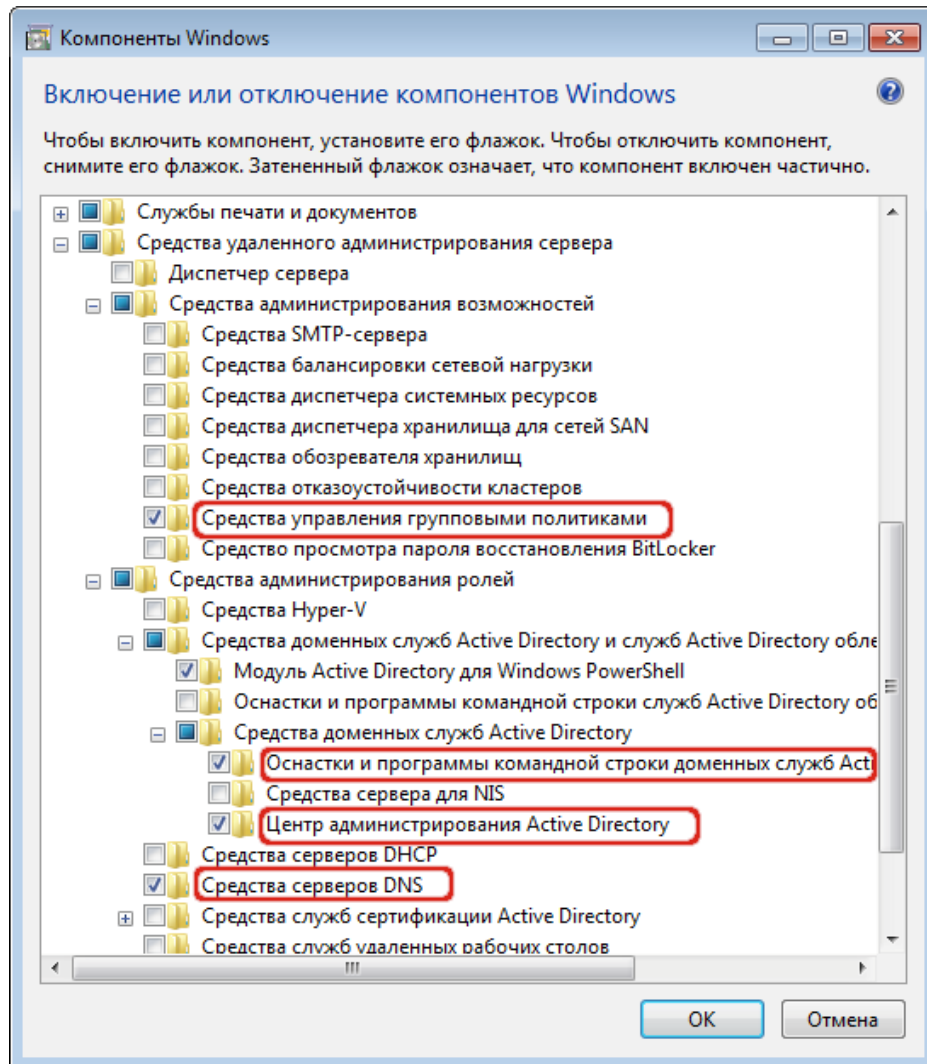 Компоненты Windows
Включение или отключение компонентов Windows
Чтобы включить компонент, установите его флажок. Чтобы отключить компонент,
снимите его флажок. Затененный флажок означает, что компонент включен частично.
Службы печати и документов
Средства удаленного администрирования сервера
Диспетчер сервера
Средства администрирования возможностей
Средства SMTP-сервера
Средства балансировки сетевой нагрузки
Средства диспетчера системных ресурсов
Средства диспетчера хранилища для сетей SAN
Средства обозревателя хранилищ
Средства отказоустойчивости кластеров
Средства управления групповыми политиками
Средство просмотра пароля восстановления BitLocker
Средства администрирования ролей
Средства Hyper-V
Средства доменных служб Active Directory и служб Active Directory обле
Модуль Active Directory для Windows PowerShell
Оснастки и программы командной строки служб Active Directory об
Средства доменных служб Active Directory
Оснастки и программы командной строки доменных служб Acti
Средства сервера для NIS
Центр администрирования Active Directory
Средства серверов DHCP
Средства серверов DNS
Средства служб сертификации Active Directory
Средства служб удаленных рабочих столов
ОК
Отмена